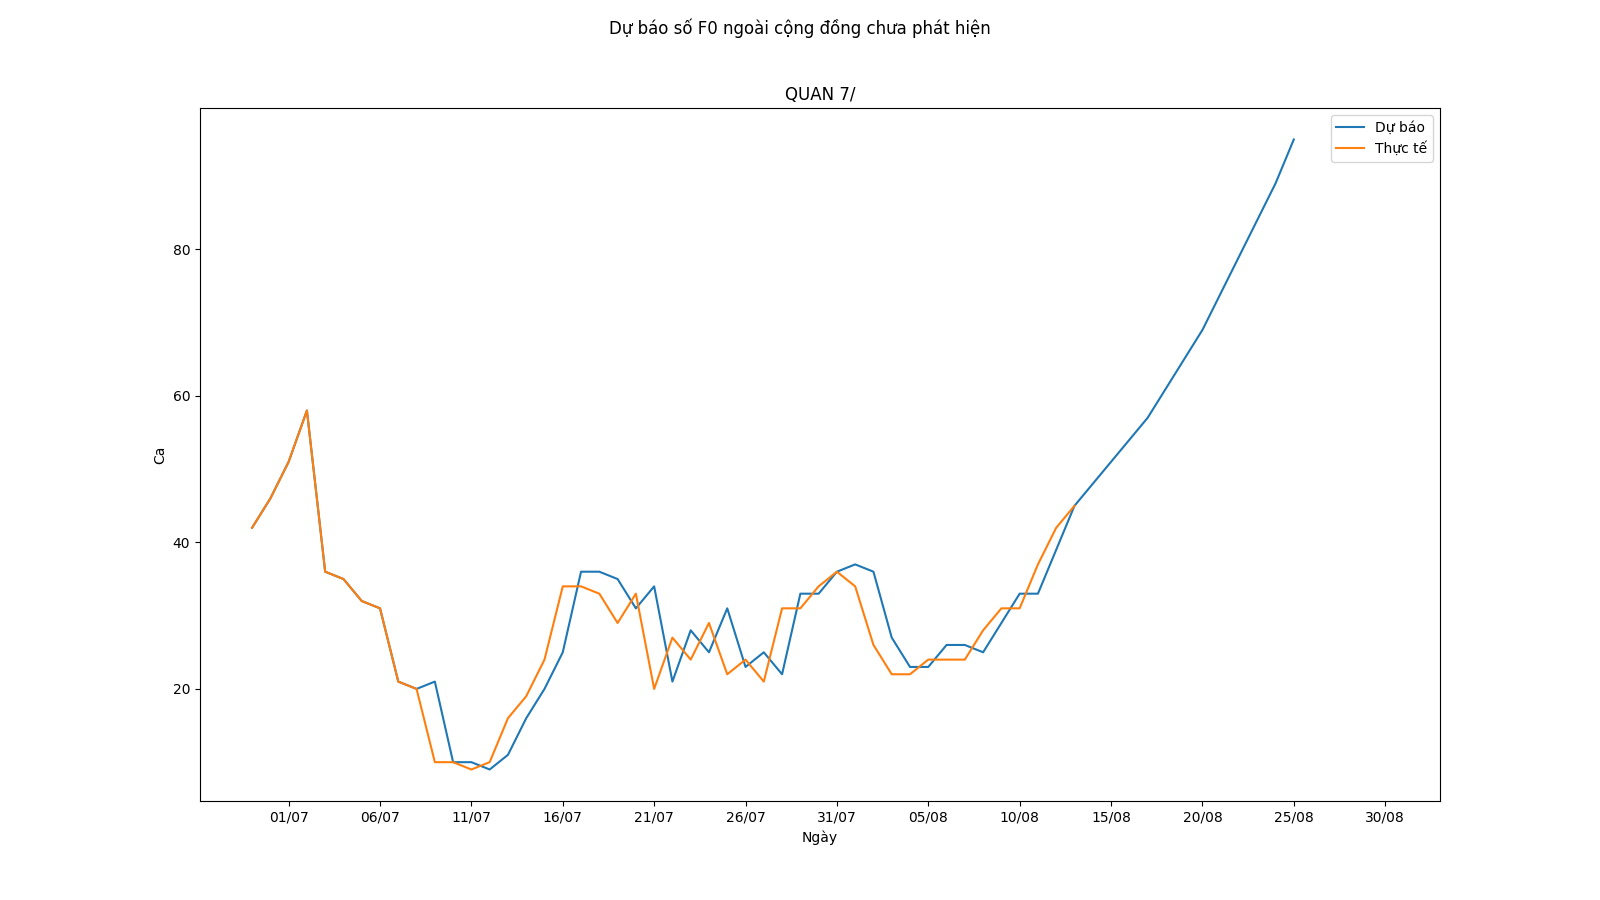 Dự báo số F0 ngoài cộng đồng chưa phát hiện
QUAN 7/
Dự báo
Thực tế
80
60
40
20
Ca
01/07 06/07 11/07 16/07 21/07 26/07 31/07 05/08 10/08 15/08 20/08 25/08 30/08
Ngày